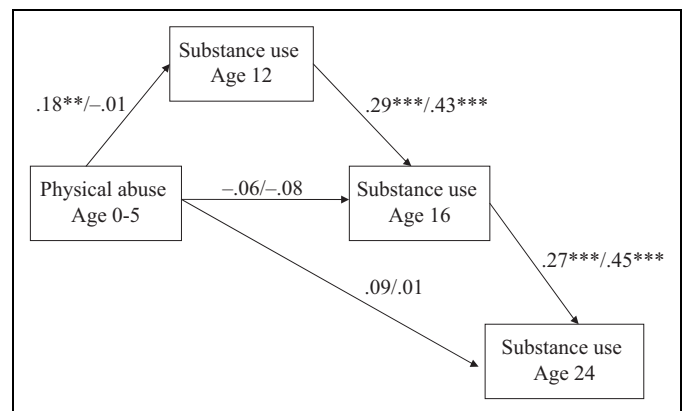 Substance use
Age 12
.18**/–.01
.29***/.43***
Physical abuse
Age 0-5
–.06/–.08
Substance use
Age 16
.27***/.45***
.09/.01
Substance use
Age 24